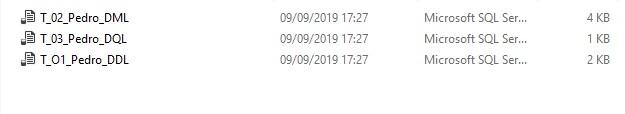 T_02_Pedro_DML 09/09/2019 17:27 Microsoft SQL Ser... 4 KB
T_03_Pedro_DQL 09/09/2019 17:27 Microsoft SQL Ser... 1 KB
T_O1_Pedro_DDL 09/09/2019 17:27 Microsoft SQL Ser... 2 KB